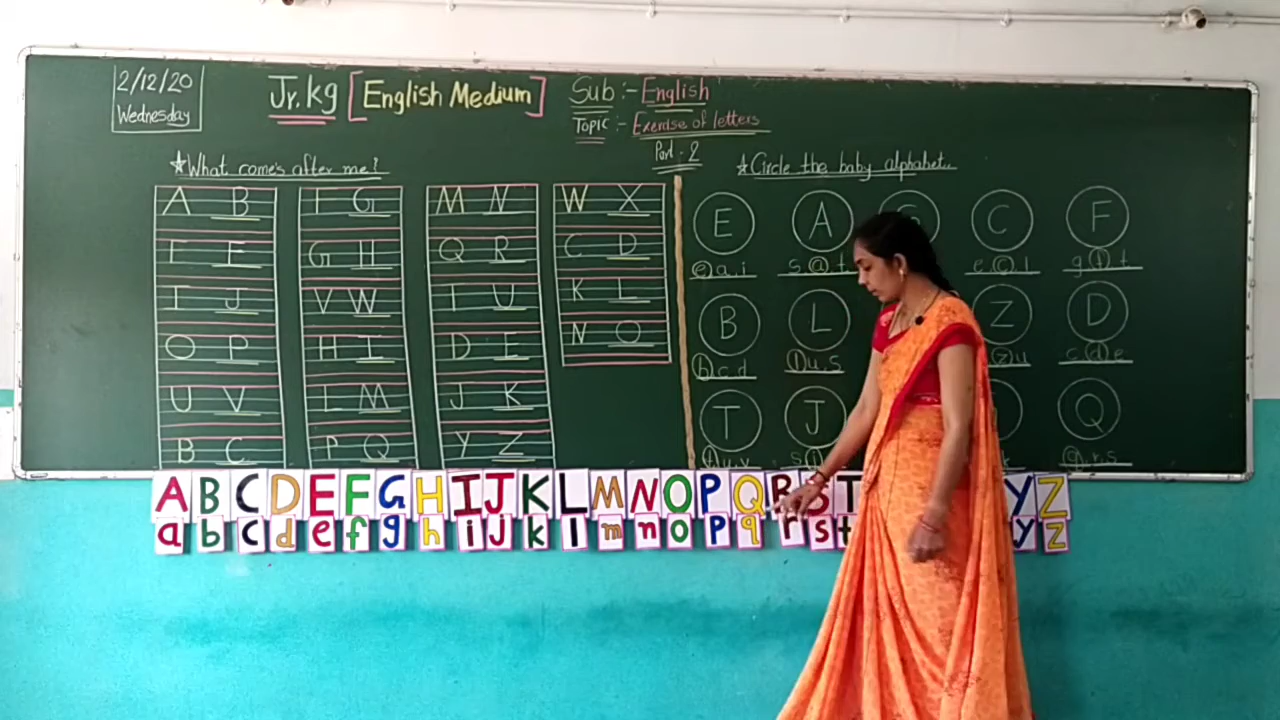 2/12/20
Wednesday
Jr.kg [English Medium]
Sub :- English
Topic :- Exercise of letters
Part - 2
☆What come's after me?
A B
F G
M N
W X
G H
Q R
C D
I J
V W
K L
O P
H I
D E
N O
U V
L M
J K
B C
P Q
Y Z
☆Circle the baby alphabet.
E A C F
e a i
g f t
B L Z D
b c d
l u s
z u
c d e
T J Q
t u v
q r s
A B C D E F G H I J K L M N O P Q R S T Y Z
a b c d e f g h i j k l m n o p q r s t y z